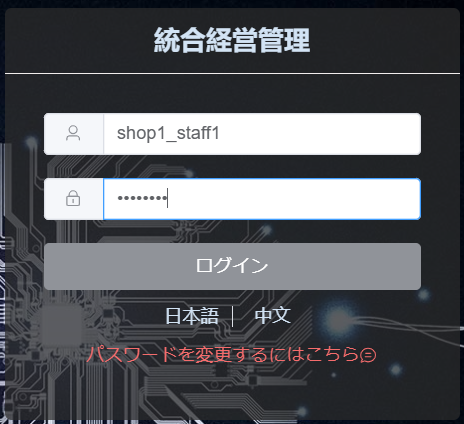 統合経営管理
shop1_staff1
••••••••
ログイン
日本語│ 中文
パスワードを変更するにはこちら